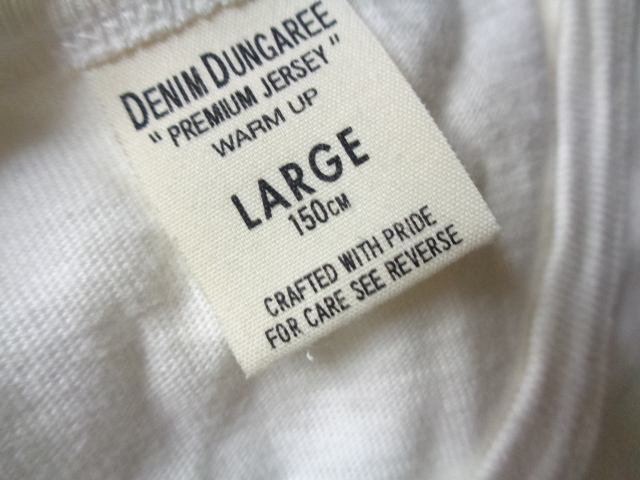 DENIM DUNGAREE
"PREMIUM JERSEY"
WARM UP
LARGE
150CM
CRAFTED WITH PRIDE
FOR CARE SEE REVERSE